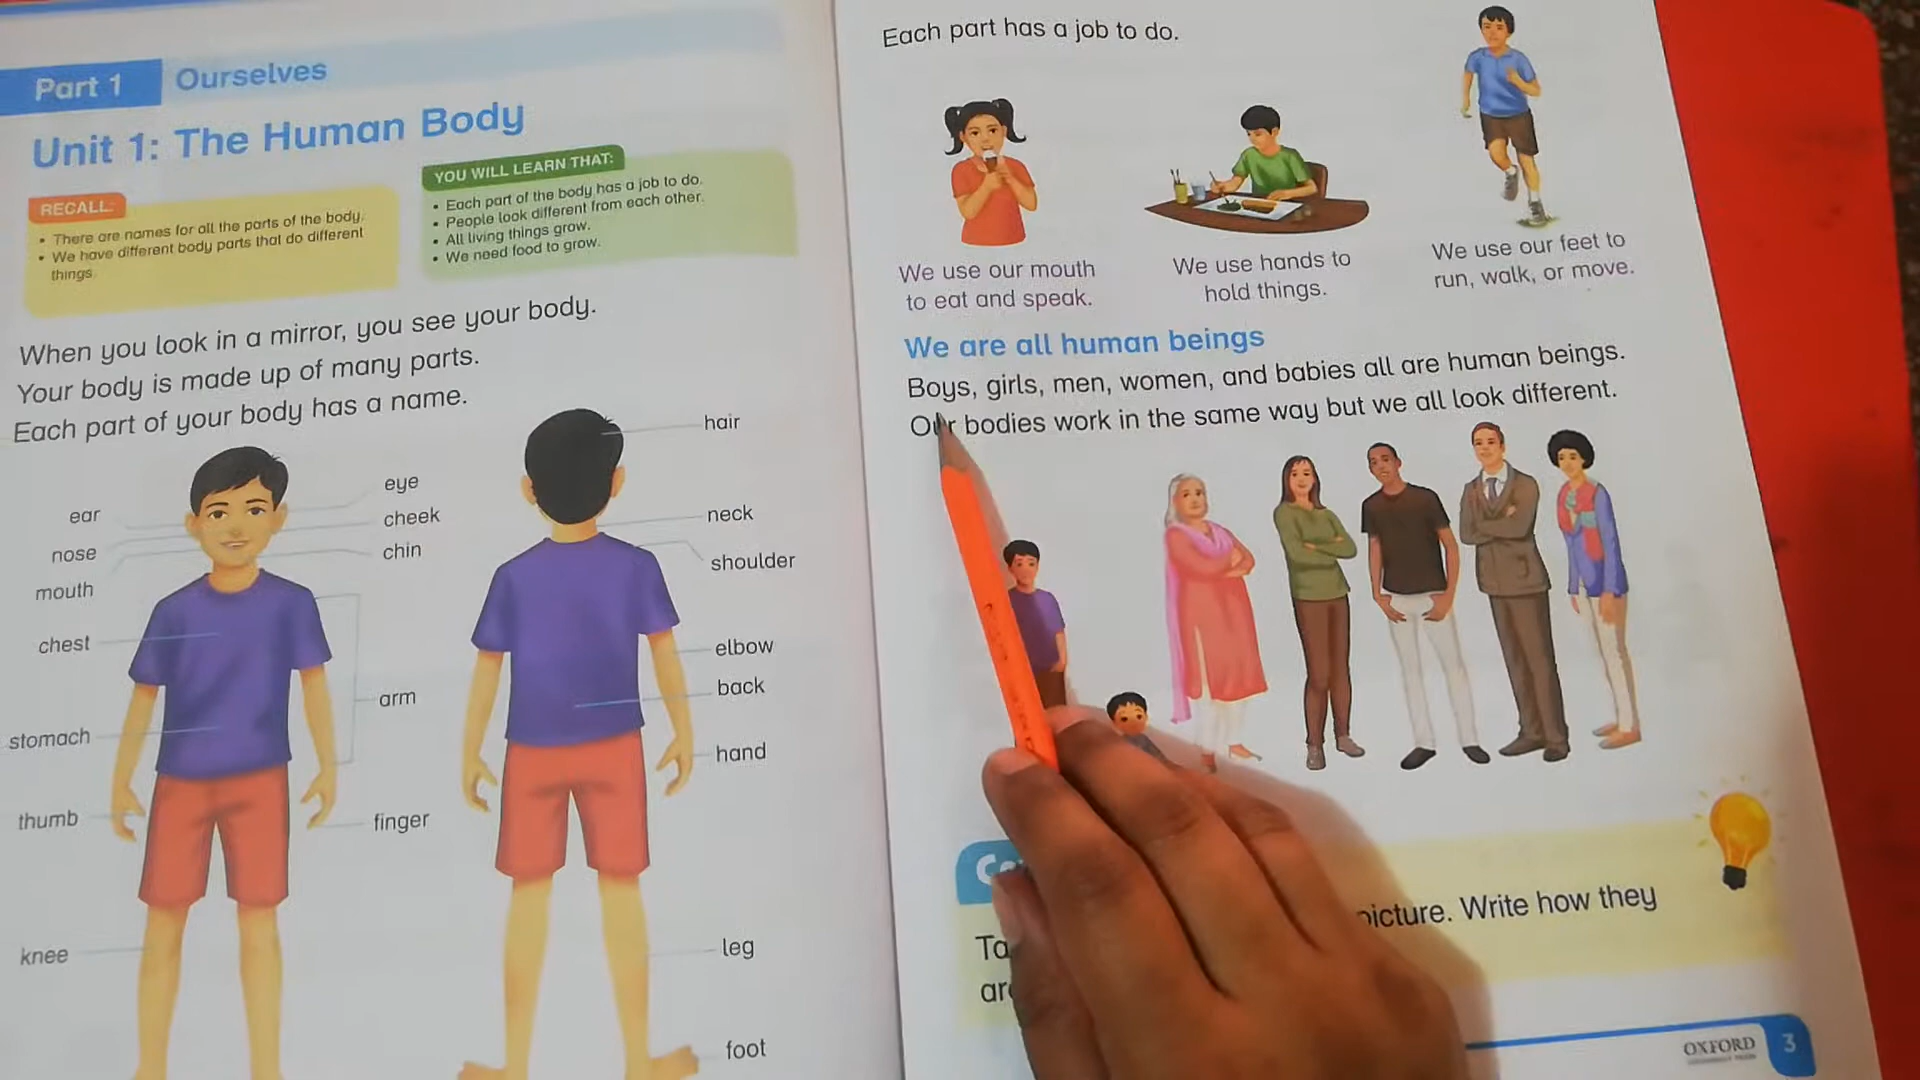 Part 1 Ourselves
Unit 1: The Human Body
RECALL:
• There are names for all the parts of the body.
• We have different body parts that do different
things.
YOU WILL LEARN THAT:
• Each part of the body has a job to do.
• People look different from each other.
• All living things grow.
• We need food to grow.
When you look in a mirror, you see your body.
Your body is made up of many parts.
Each part of your body has a name.
ear
nose
mouth
chest
stomach
thumb
knee
eye
cheek
chin
arm
finger
hair
neck
shoulder
elbow
back
hand
leg
foot
Each part has a job to do.
We use our mouth
to eat and speak.
We use hands to
hold things.
We use our feet to
run, walk, or move.
We are all human beings
Boys, girls, men, women, and babies all are human beings.
Our bodies work in the same way but we all look different.
picture. Write how they
OXFORD
3